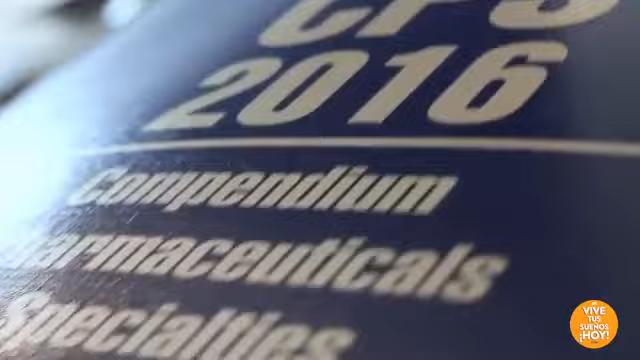 CPS
2016
Compendium
armaceuticals
Specialties
VIVE
TUS
SUEÑOS
¡HOY!